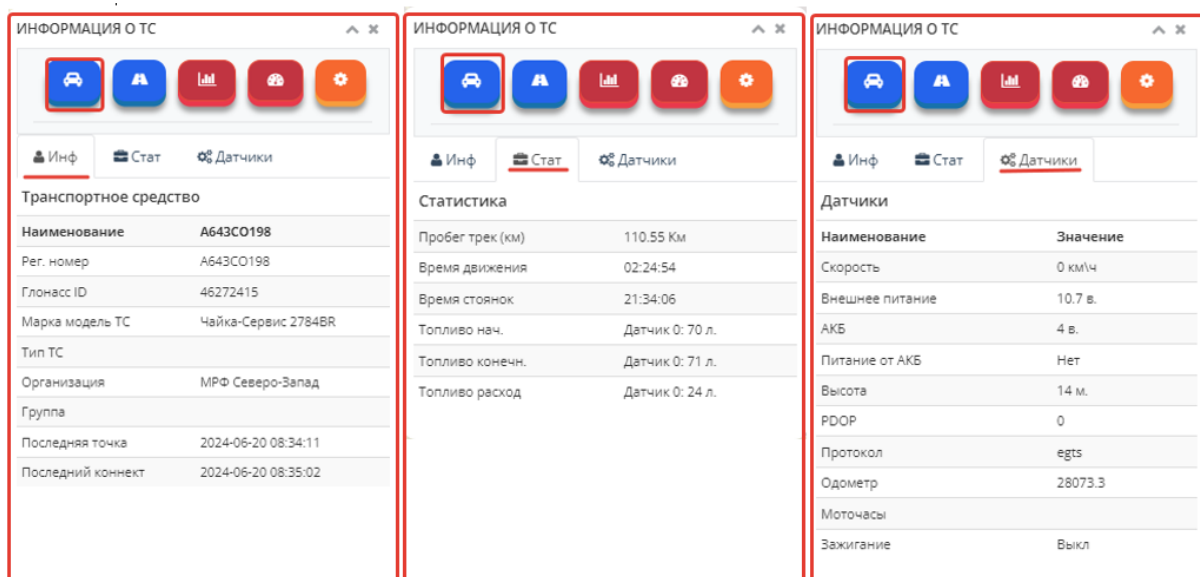 ИНФОРМАЦИЯ О ТС
Инф Стат Датчики
Транспортное средство
Наименование А643СО198
Рег. номер А643СО198
Глонасс ID 46272415
Марка модель ТС Чайка-Сервис 2784BR
Тип ТС
Организация МРФ Северо-Запад
Группа
Последняя точка 2024-06-20 08:34:11
Последний коннект 2024-06-20 08:35:02
ИНФОРМАЦИЯ О ТС
Инф Стат Датчики
Статистика
Пробег трек (км) 110.55 Км
Время движения 02:24:54
Время стоянок 21:34:06
Топливо нач. Датчик 0: 70 л.
Топливо конечн. Датчик 0: 71 л.
Топливо расход Датчик 0: 24 л.
ИНФОРМАЦИЯ О ТС
Инф Стат Датчики
Датчики
Наименование Значение
Скорость 0 км\ч
Внешнее питание 10.7 в.
АКБ 4 в.
Питание от АКБ Нет
Высота 14 м.
PDOP 0
Протокол egts
Одометр 28073.3
Моточасы
Зажигание Выкл